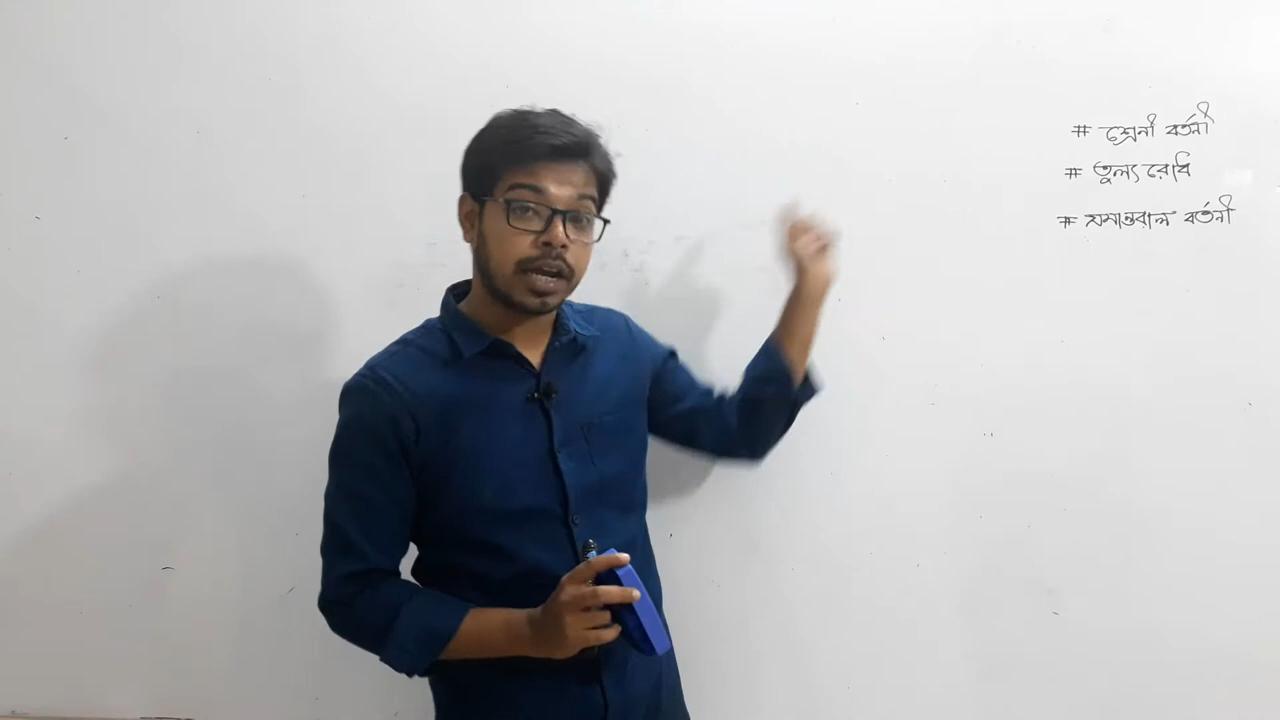 # শ্রেনী বর্তনী
# তুল্য রোধ
# সমান্তরাল বর্তনী